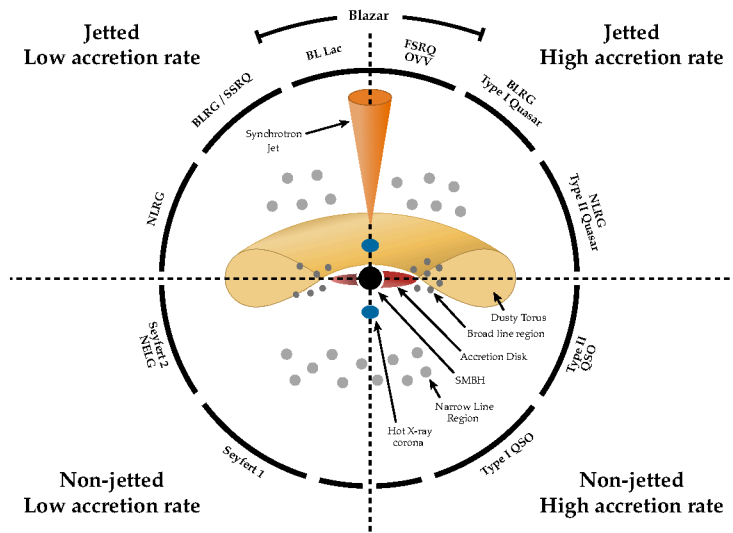 Blazar
Jetted
Low accretion rate
Jetted
High accretion rate
BL Lac
FSRQ
OVV
BLRG / SSRQ
BLRG
Type I Quasar
Synchrotron
Jet
NLRG
NLRG
Type II Quasar
Dusty Torus
Broad line region
Accretion Disk
SMBH
Narrow Line
Region
Hot X-ray
corona
Seyfert 2
NELG
Type II
QSO
Seyfert 1
Type I QSO
Non-jetted
Low accretion rate
Non-jetted
High accretion rate